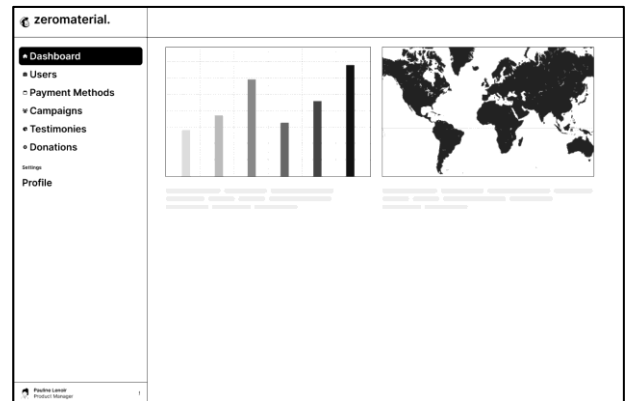 zeromaterial.
Dashboard
Users
Payment Methods
Campaigns
Testimonies
Donations
Settings
Profile
Pauline Lenoir
Product Manager